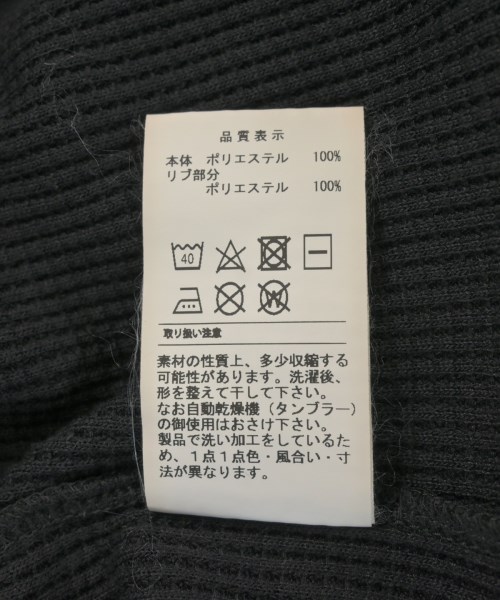 品質表示
本体 ポリエステル 100%
リブ部分
ポリエステル 100%
40
W
取り扱い注意
素材の性質上、多少収縮する
可能性があります。洗濯後、
形を整えて干して下さい。
なお自動乾燥機（タンブラー）
の御使用はおさけ下さい。
製品で洗い加工をしているた
め、１点１点色・風合い・寸
法が異なります。